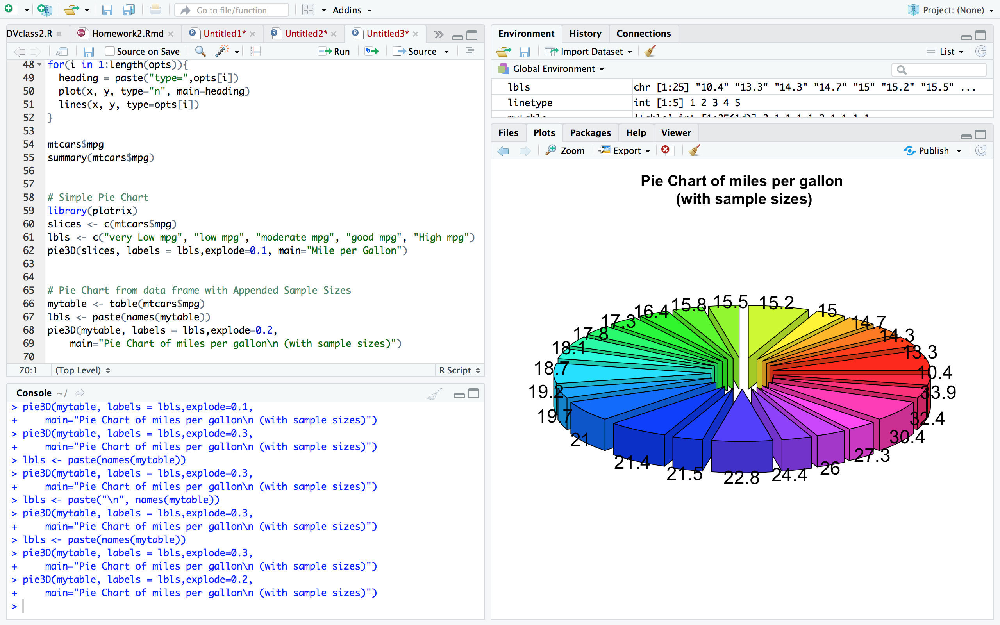 Go to file/function
Addins
Project: (None)
DVclass2.R
Homework2.Rmd
Untitled1*
Untitled2*
Untitled3*
Source on Save
Run
Source
48 for(i in 1:length(opts)){
49 heading = paste("type=",opts[i])
50 plot(x, y, type="n", main=heading)
51 lines(x, y, type=opts[i])
52 }
53
54 mtcars$mpg
55 summary(mtcars$mpg)
56
57
58 # Simple Pie Chart
59 library(plotrix)
60 slices <- c(mtcars$mpg)
61 lbls <- c("very Low mpg", "low mpg", "moderate mpg", "good mpg", "High mpg")
62 pie3D(slices, labels = lbls,explode=0.1, main="Mile per Gallon")
63
64
65 # Pie Chart from data frame with Appended Sample Sizes
66 mytable <- table(mtcars$mpg)
67 lbls <- paste(names(mytable))
68 pie3D(mytable, labels = lbls,explode=0.2,
69 main="Pie Chart of miles per gallon\n (with sample sizes)")
70
70:1 (Top Level) R Script
Console ~/
> pie3D(mytable, labels = lbls,explode=0.1,
+ main="Pie Chart of miles per gallon\n (with sample sizes)")
> pie3D(mytable, labels = lbls,explode=0.3,
+ main="Pie Chart of miles per gallon\n (with sample sizes)")
> lbls <- paste(names(mytable))
> pie3D(mytable, labels = lbls,explode=0.3,
+ main="Pie Chart of miles per gallon\n (with sample sizes)")
> lbls <- paste("\n", names(mytable))
> pie3D(mytable, labels = lbls,explode=0.3,
+ main="Pie Chart of miles per gallon\n (with sample sizes)")
> lbls <- paste(names(mytable))
> pie3D(mytable, labels = lbls,explode=0.3,
+ main="Pie Chart of miles per gallon\n (with sample sizes)")
> pie3D(mytable, labels = lbls,explode=0.2,
+ main="Pie Chart of miles per gallon\n (with sample sizes)")
>
Environment History Connections
Import Dataset
List
Global Environment
lbls chr [1:25] "10.4" "13.3" "14.3" "14.7" "15" "15.2" "15.5" ...
linetype int [1:5] 1 2 3 4 5
Files Plots Packages Help Viewer
Zoom
Export
Publish
Pie Chart of miles per gallon
(with sample sizes)
15.5
15.2
15.8
15
16.4
14.7
17.3
14.3
17.8
18.1
13.3
18.7
10.4
19.2
33.9
19.7
32.4
21
30.4
27.3
21.4
26
21.5
24.4
22.8